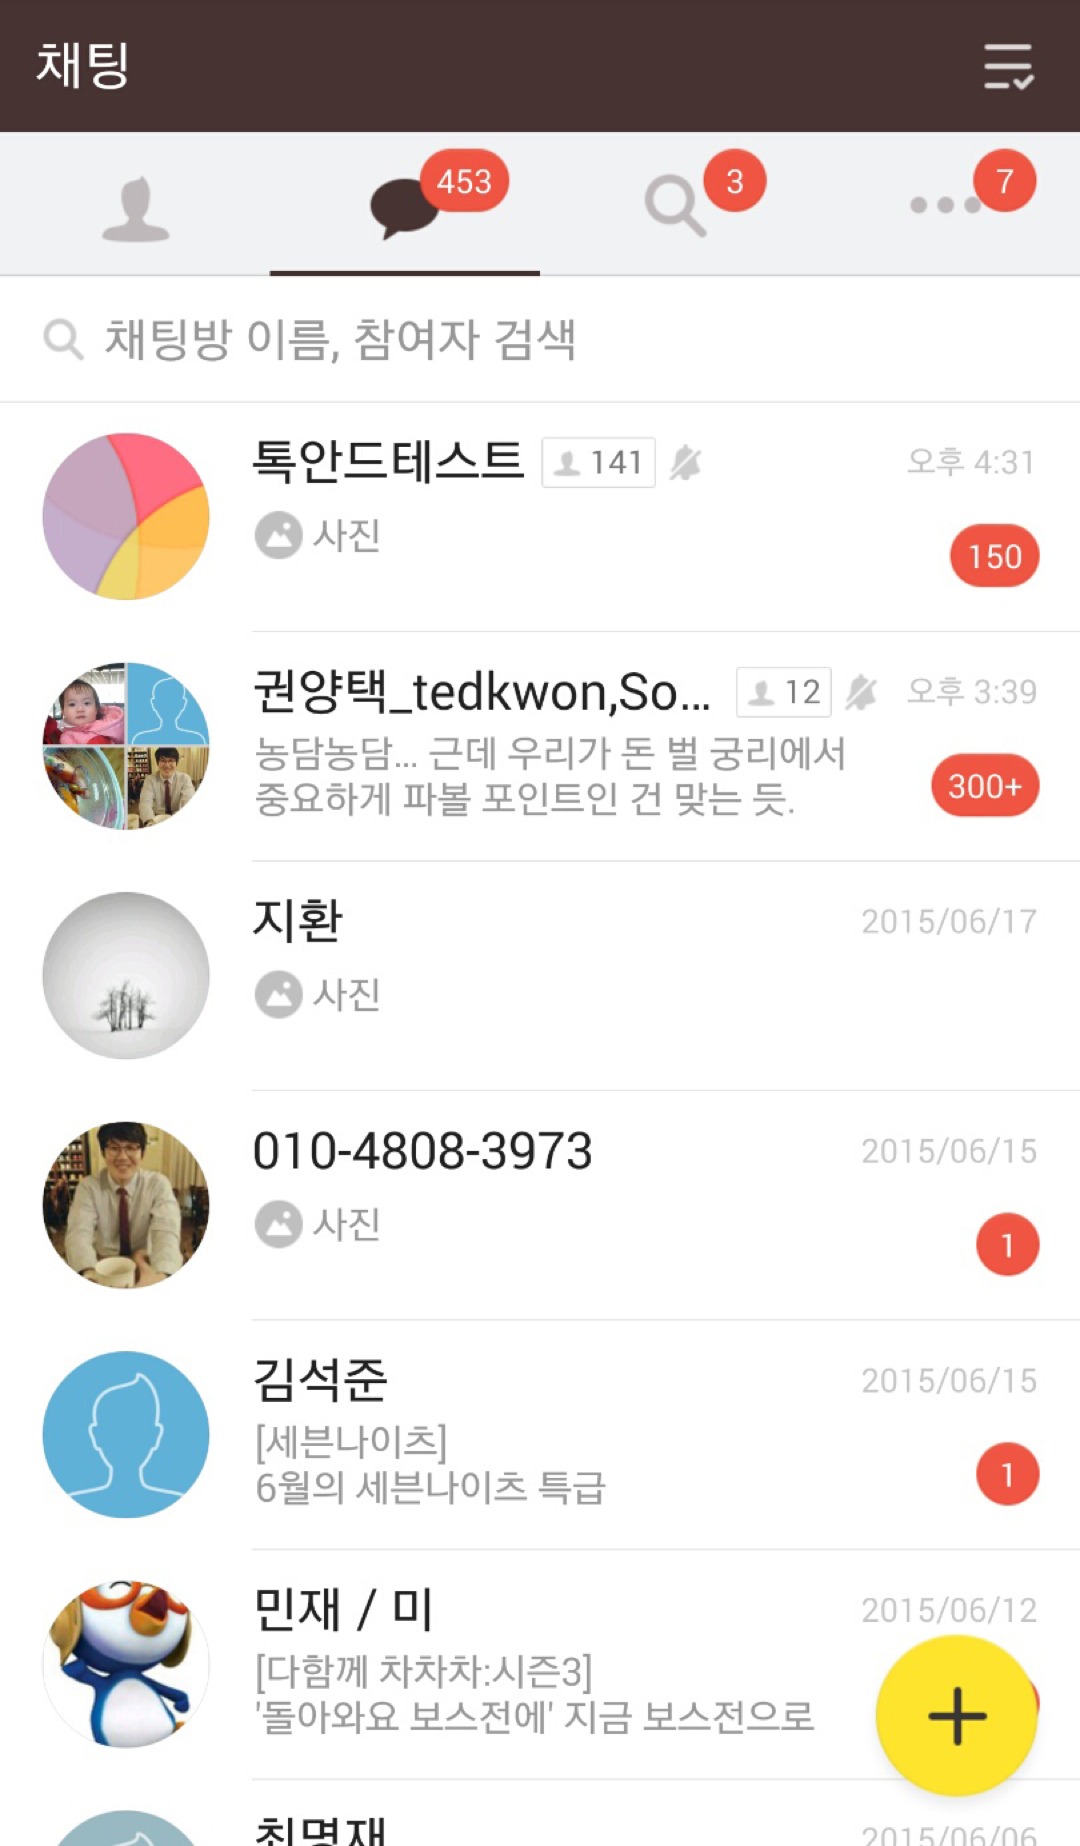 채팅
453
3
7
채팅방 이름, 참여자 검색
톡안드테스트 141 오후 4:31
사진
150
권양택_tedkwon,So... 12 오후 3:39
농담농담... 근데 우리가 돈 벌 궁리에서
중요하게 파볼 포인트인 건 맞는 듯.
300+
지환 2015/06/17
사진
010-4808-3973 2015/06/15
사진
1
김석준 2015/06/15
[세븐나이츠]
6월의 세븐나이츠 특급
1
민재 / 미 2015/06/12
[다함께 차차차:시즌3]
'돌아와요 보스전에' 지금 보스전으로
최명재 2015/06/06